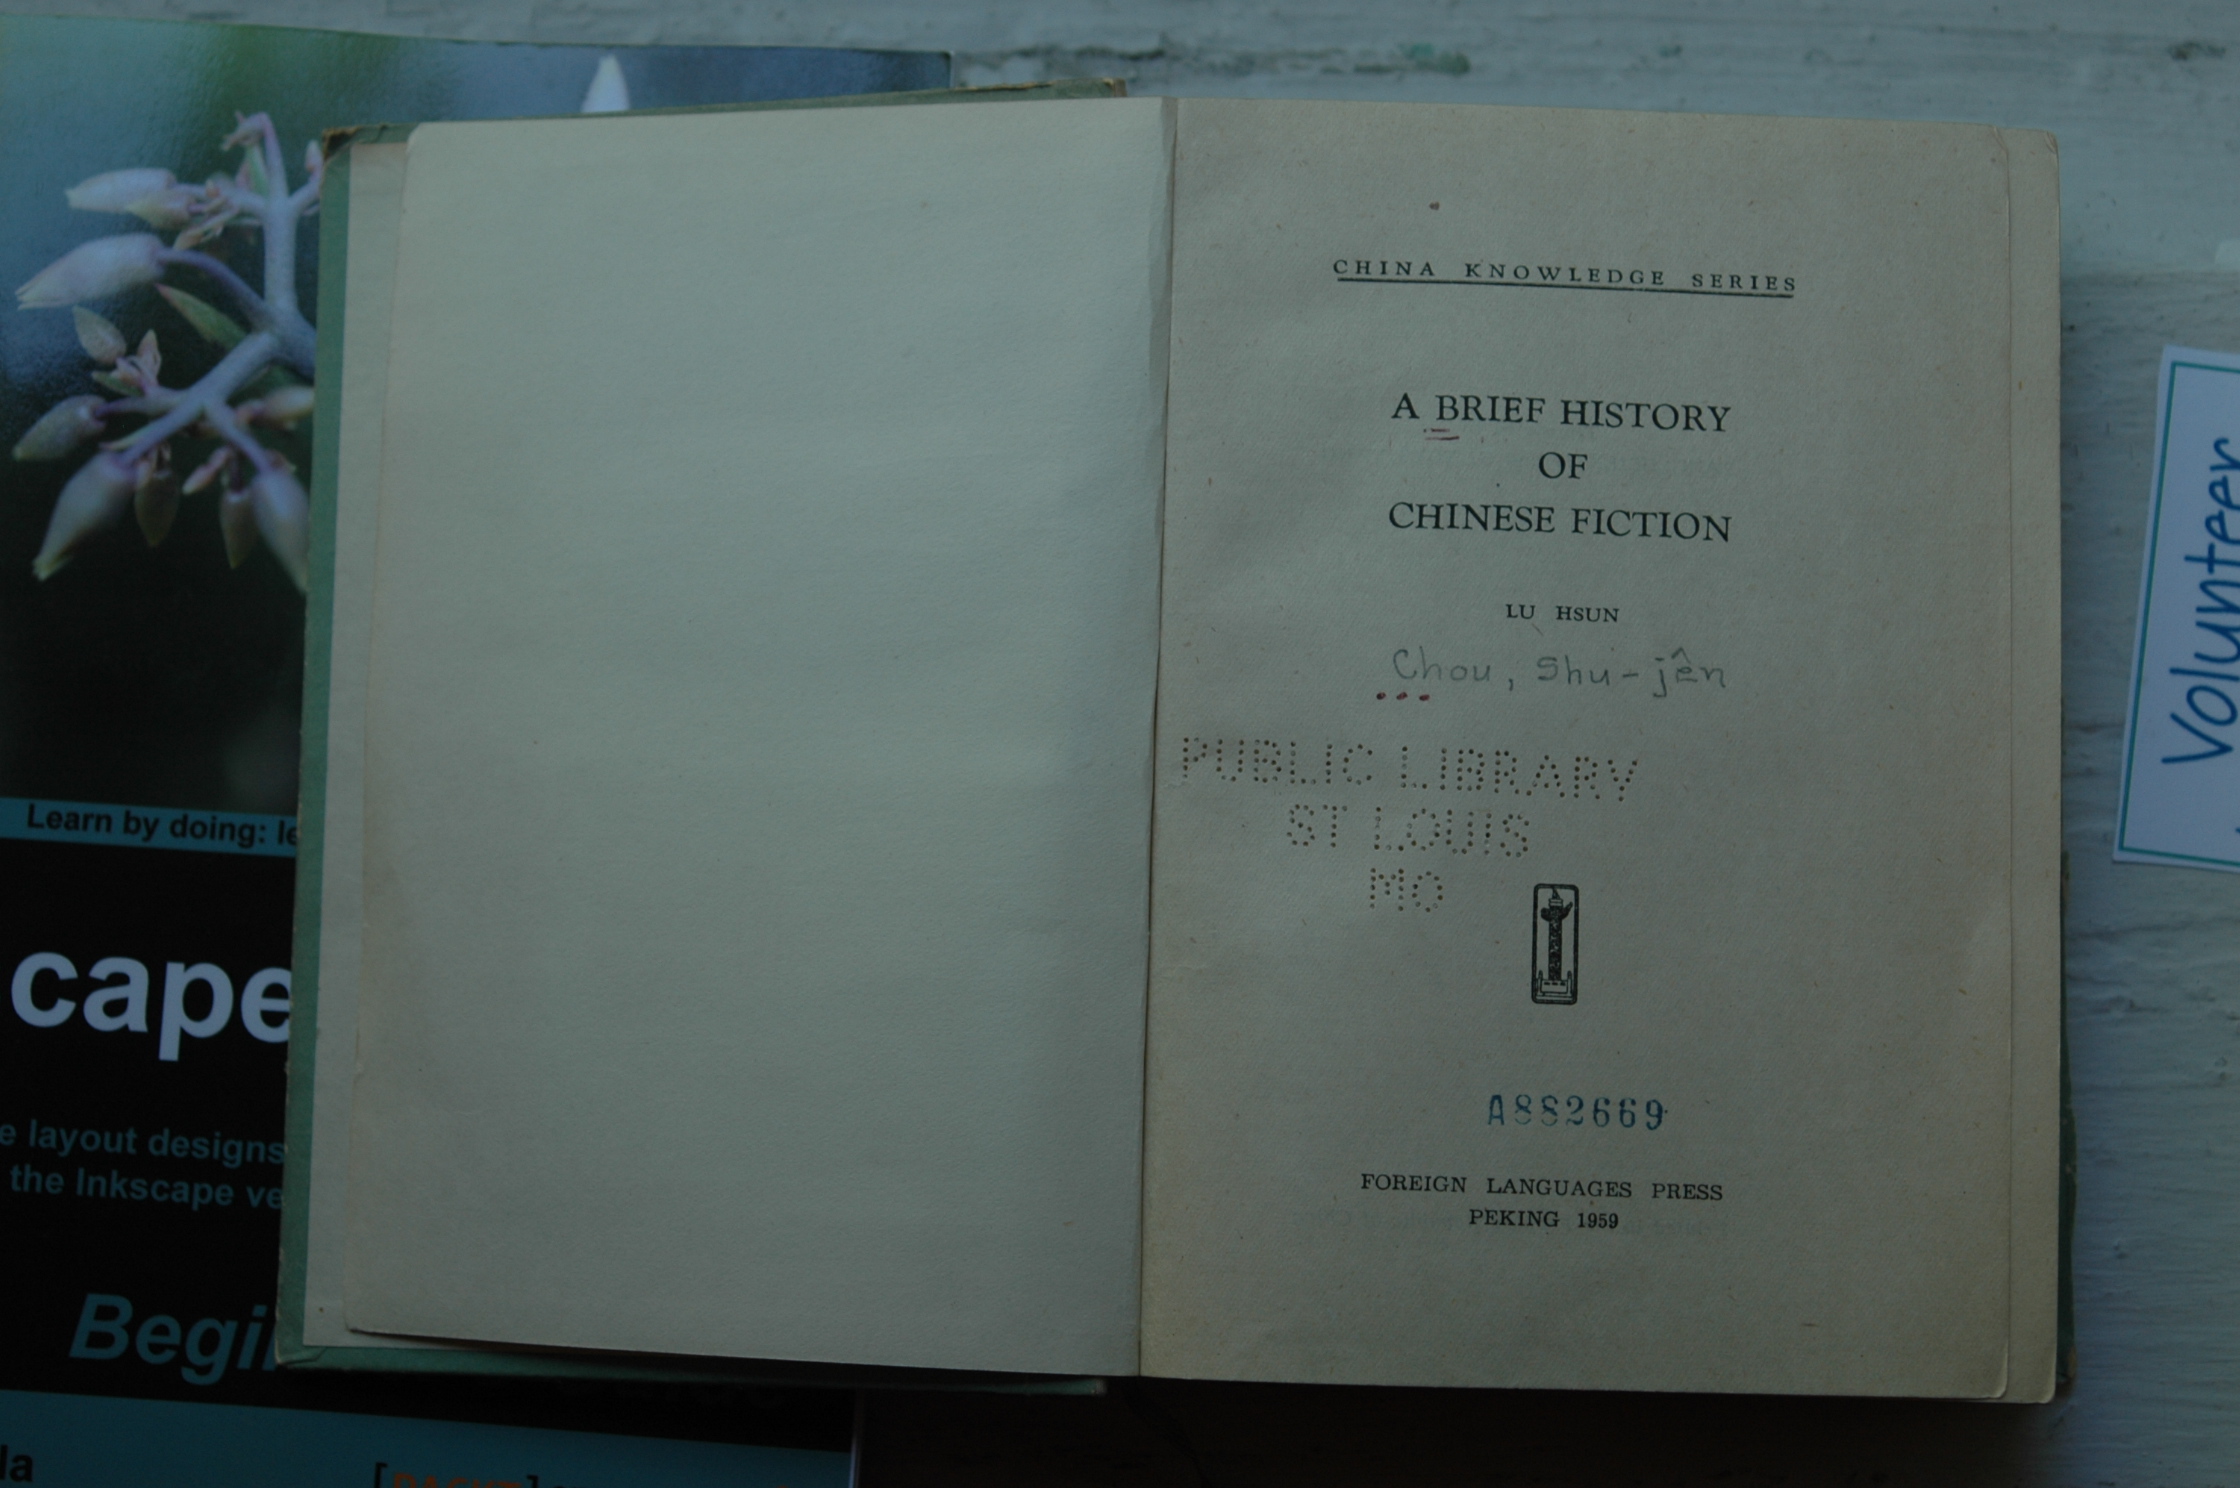 CHINA KNOWLEDGE SERIES
A BRIEF HISTORY
OF
CHINESE FICTION
LU HSUN
Chou, Shu-jên
PUBLIC LIBRARY
ST LOUIS
MO
A882669
FOREIGN LANGUAGES PRESS
PEKING 1959
Learn by doing: le
cape
e layout designs
the Inkscape ve
Begi
la
Volunteer